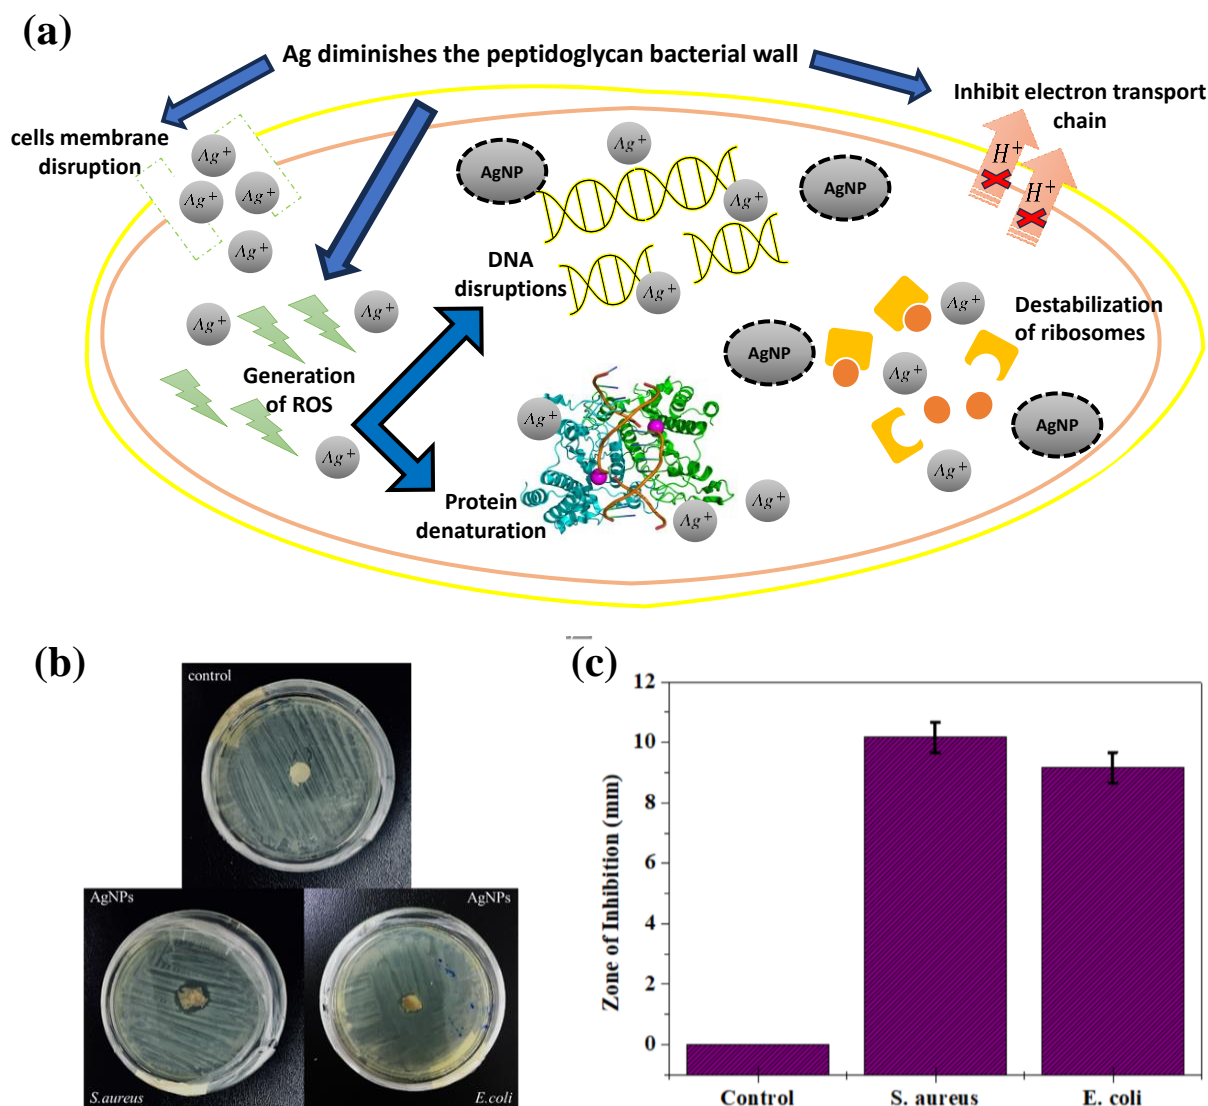 (a)
Ag diminishes the peptidoglycan bacterial wall
cells membrane
disruption
Inhibit electron transport
chain
H+
H+
Ag+
Ag+
Ag+
Ag+
Ag+
AgNP
Ag+
AgNP
DNA
disruptions
Ag+
Ag+
Ag+
Generation
of ROS
Ag+
AgNP
Ag+
Destabilization
of ribosomes
Ag+
AgNP
Ag+
Ag+
Protein
denaturation
Ag+
Ag+
Ag+
(b)
control
AgNPs
AgNPs
S.aureus
E.coli
(c)
Zone of Inhibition (mm)
12
10
8
6
4
2
0
Control
S. aureus
E. coli